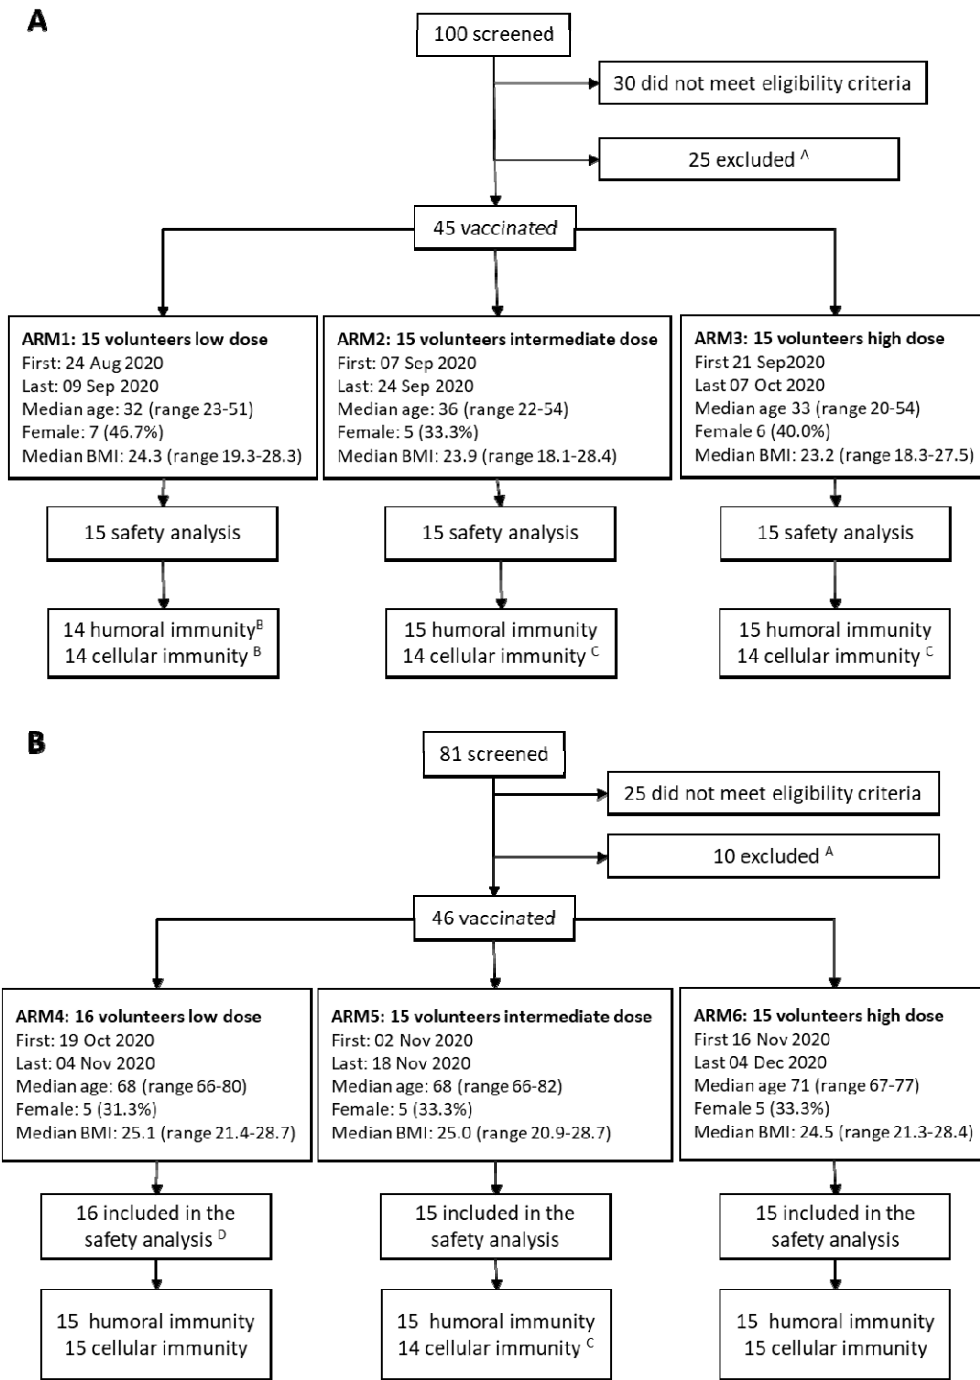 A
100 screened
30 did not meet eligibility criteria
25 excluded A
45 vaccinated
ARM1: 15 volunteers low dose
First: 24 Aug 2020
Last: 09 Sep 2020
Median age: 32 (range 23-51)
Female: 7 (46.7%)
Median BMI: 24.3 (range 19.3-28.3)
ARM2: 15 volunteers intermediate dose
First: 07 Sep 2020
Last: 24 Sep 2020
Median age: 36 (range 22-54)
Female: 5 (33.3%)
Median BMI: 23.9 (range 18.1-28.4)
ARM3: 15 volunteers high dose
First 21 Sep2020
Last 07 Oct 2020
Median age 33 (range 20-54)
Female 6 (40.0%)
Median BMI: 23.2 (range 18.3-27.5)
15 safety analysis
15 safety analysis
15 safety analysis
14 humoral immunity B
14 cellular immunity B
15 humoral immunity
14 cellular immunity C
15 humoral immunity
14 cellular immunity C
B
81 screened
25 did not meet eligibility criteria
10 excluded A
46 vaccinated
ARM4: 16 volunteers low dose
First: 19 Oct 2020
Last: 04 Nov 2020
Median age: 68 (range 66-80)
Female: 5 (31.3%)
Median BMI: 25.1 (range 21.4-28.7)
ARM5: 15 volunteers intermediate dose
First: 02 Nov 2020
Last: 18 Nov 2020
Median age: 68 (range 66-82)
Female: 5 (33.3%)
Median BMI: 25.0 (range 20.9-28.7)
ARM6: 15 volunteers high dose
First 16 Nov 2020
Last 04 Dec 2020
Median age 71 (range 67-77)
Female 5 (33.3%)
Median BMI: 24.5 (range 21.3-28.4)
16 included in the
safety analysis D
15 included in the
safety analysis
15 included in the
safety analysis
15 humoral immunity
15 cellular immunity
15 humoral immunity
14 cellular immunity C
15 humoral immunity
15 cellular immunity